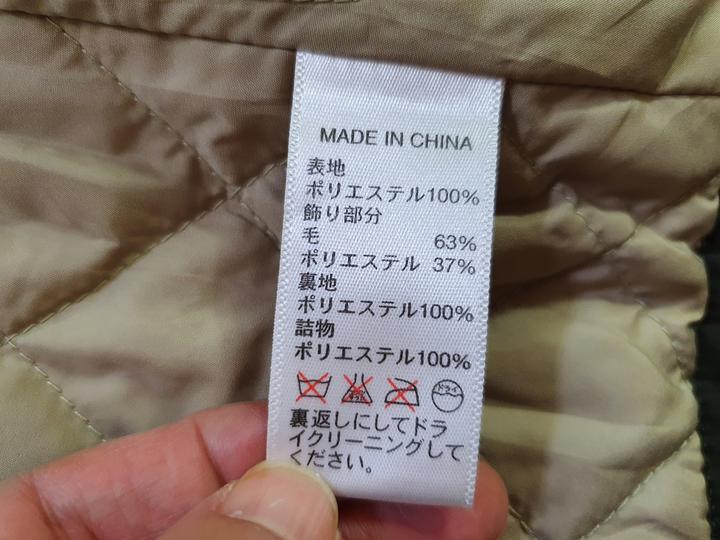 MADE IN CHINA
表地
ポリエステル100%
飾り部分
毛 63%
ポリエステル 37%
裏地
ポリエステル100%
詰物
ポリエステル100%
ドライ
裏返しにしてドラ
イクリーニングして
ください。